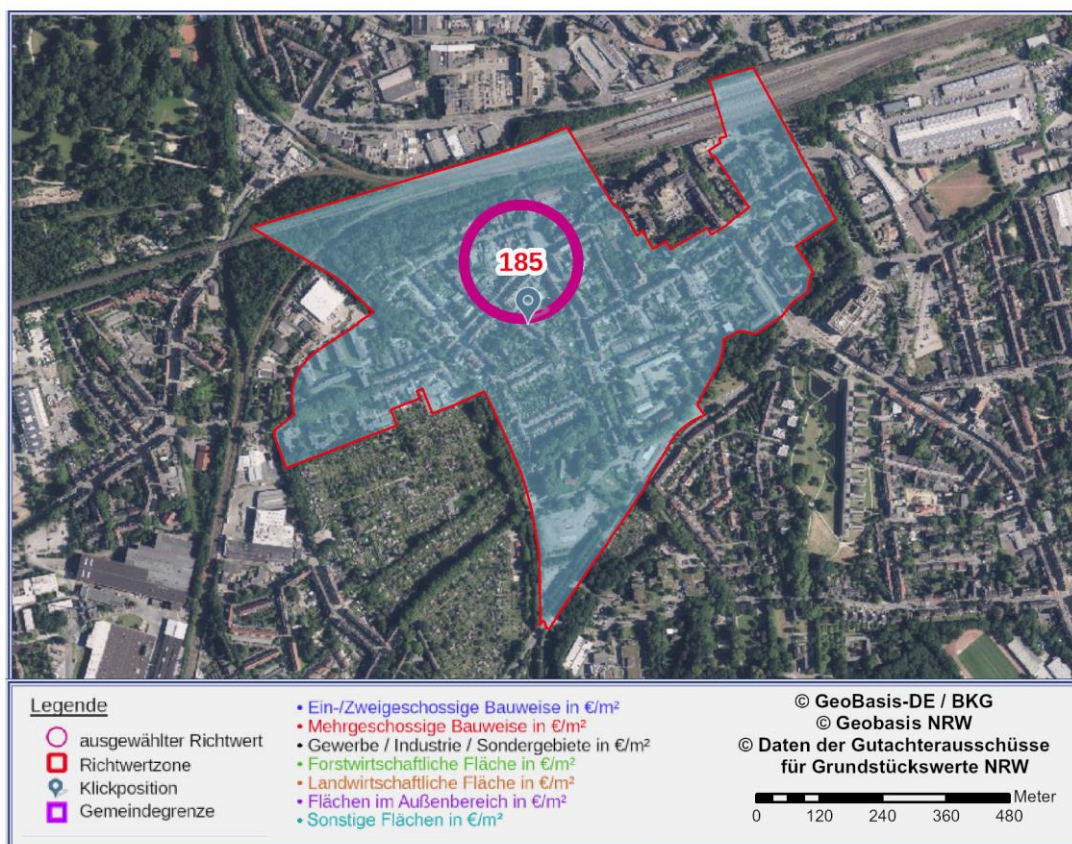 185
Legende
ausgewählter Richtwert
Richtwertzone
Klickposition
Gemeindegrenze
• Ein-/Zweigeschossige Bauweise in €/m²
• Mehrgeschossige Bauweise in €/m²
• Gewerbe / Industrie / Sondergebiete in €/m²
• Forstwirtschaftliche Fläche in €/m²
• Landwirtschaftliche Fläche in €/m²
• Flächen im Außenbereich in €/m²
• Sonstige Flächen in €/m²
© GeoBasis-DE / BKG
© Geobasis NRW
© Daten der Gutachterausschüsse
für Grundstückswerte NRW
Meter
0 120 240 360 480